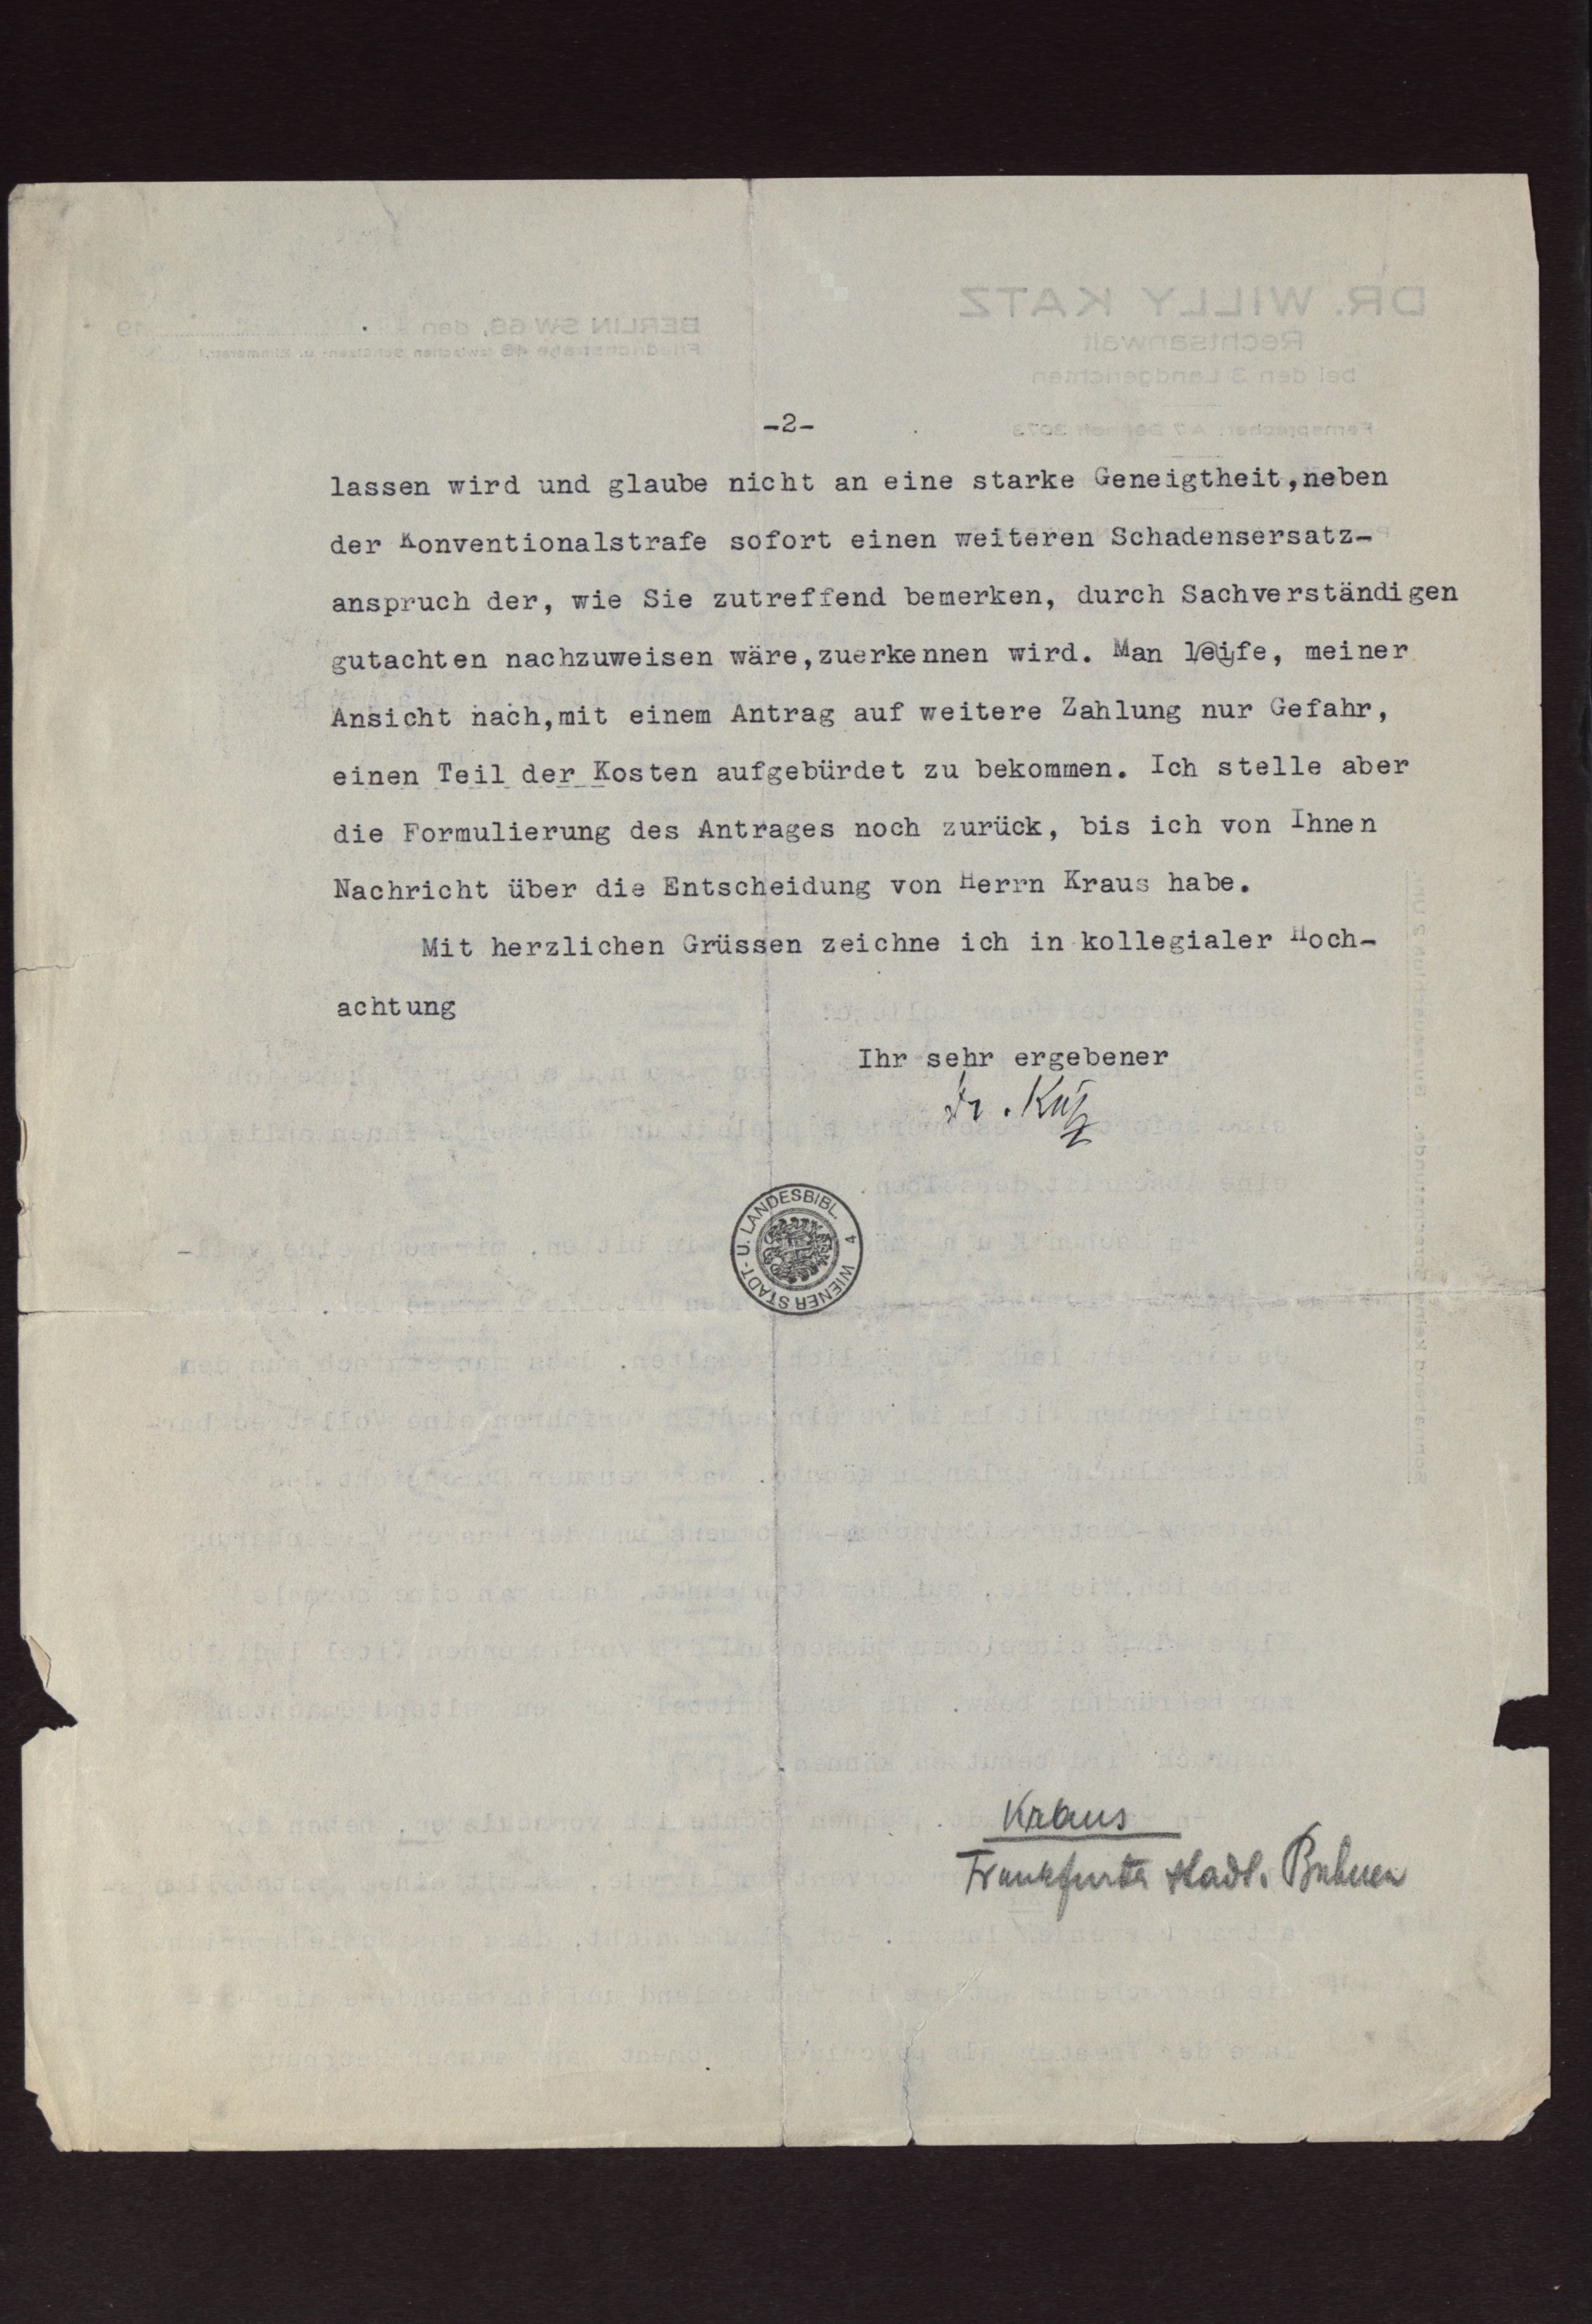 -2-
lassen wird und glaube nicht an eine starke Geneigtheit,neben
der Konventionalstrafe sofort einen weiteren Schadensersatz-
anspruch der, wie Sie zutreffend bemerken, durch Sachverständigen
gutachten nachzuweisen wäre,zuerkennen wird. Man leife, meiner
Ansicht nach,mit einem Antrag auf weitere Zahlung nur Gefahr,
einen Teil der Kosten aufgebürdet zu bekommen. Ich stelle aber
die Formulierung des Antrages noch zurück, bis ich von Ihnen
Nachricht über die Entscheidung von Herrn Kraus habe.
Mit herzlichen Grüssen zeichne ich in kollegialer Hoch-
achtung
Ihr sehr ergebener
Dr. Katz
WIENER STADT- U. LANDESBIBL. 4
Kraus
Frankfurter städt. Bühnen